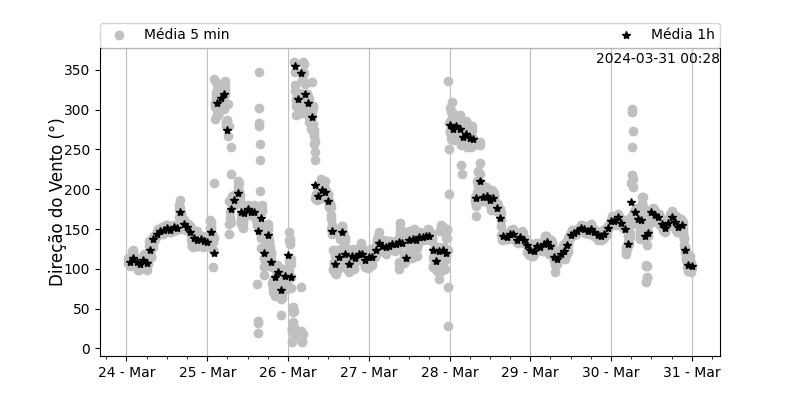 Média 5 min
Média 1h
2024-03-31 00:28
Direção do Vento (°)
350
300
250
200
150
100
50
0
24 - Mar
25 - Mar
26 - Mar
27 - Mar
28 - Mar
29 - Mar
30 - Mar
31 - Mar